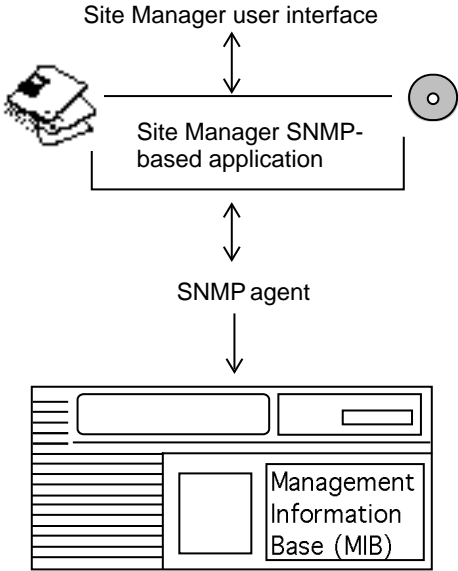 Site Manager user interface
Site Manager SNMP-
based application
SNMP agent
Management
Information
Base (MIB)